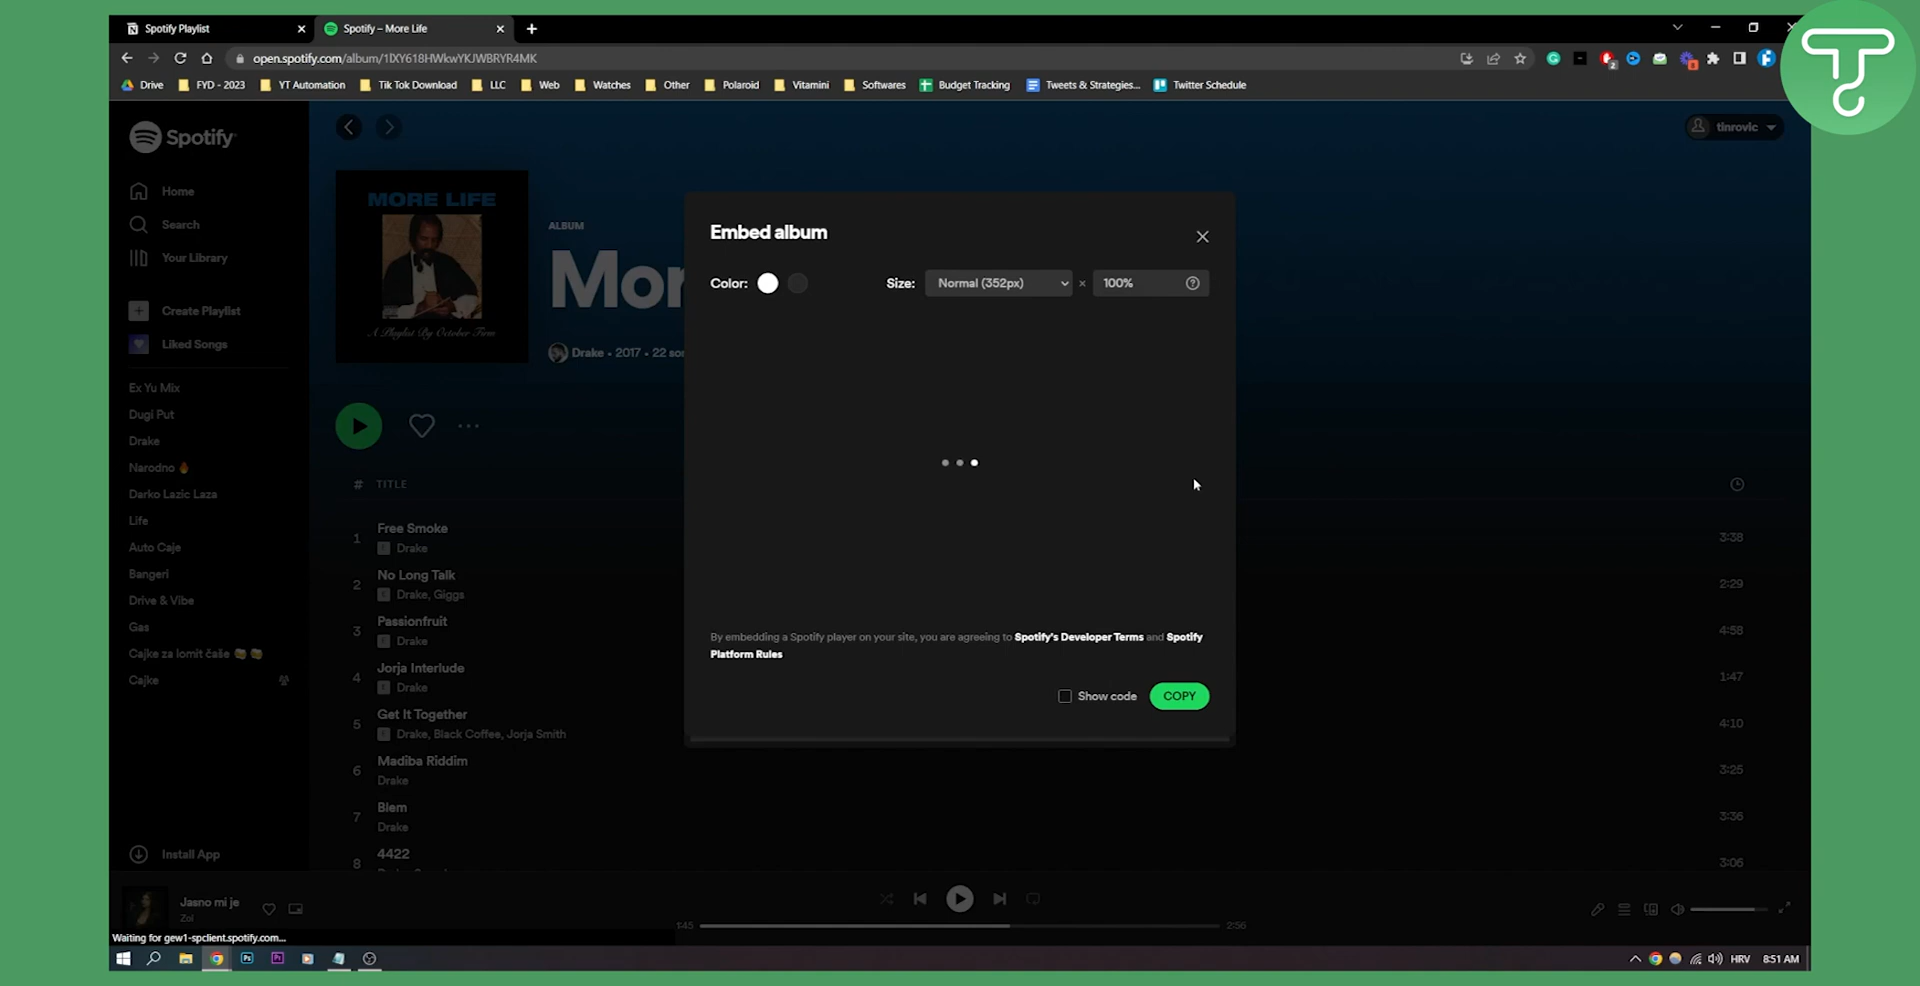 Spotify Playlist
Spotify – More Life
open.spotify.com/album/1lXY618HWkwYKJWBRYR4MK
Drive
FYD - 2023
YT Automation
Tik Tok Download
LLC
Web
Watches
Other
Polaroid
Vitamini
Softwares
Budget Tracking
Tweets & Strategies...
Twitter Schedule
Spotify
tinrovic
Home
Search
Your Library
Create Playlist
Liked Songs
Ex Yu Mix
Dugi Put
Drake
Narodno 🔥
Darko Lazic Laza
Life
Auto Caje
Bangeri
Drive & Vibe
Gas
Cajke za lomit čaše 🍻 🍻
Cajke
Install App
MORE LIFE
A Playlist By October Firm
ALBUM
Mor
Drake • 2017 • 22 son
Embed album
Color:
Size:
Normal (352px)
×
100%
By embedding a Spotify player on your site, you are agreeing to Spotify's Developer Terms and Spotify
Platform Rules
Show code
COPY
# TITLE
1 Free Smoke 3:38
E Drake
2 No Long Talk 2:29
E Drake, Giggs
3 Passionfruit 4:58
E Drake
4 Jorja Interlude 1:47
E Drake
5 Get It Together 4:10
E Drake, Black Coffee, Jorja Smith
6 Madiba Riddim 3:25
Drake
7 Blem 3:36
Drake
8 4422 3:06
Jasno mi je
Zol
1:45
2:56
Waiting for gew1-spclient.spotify.com...
HRV
8:51 AM